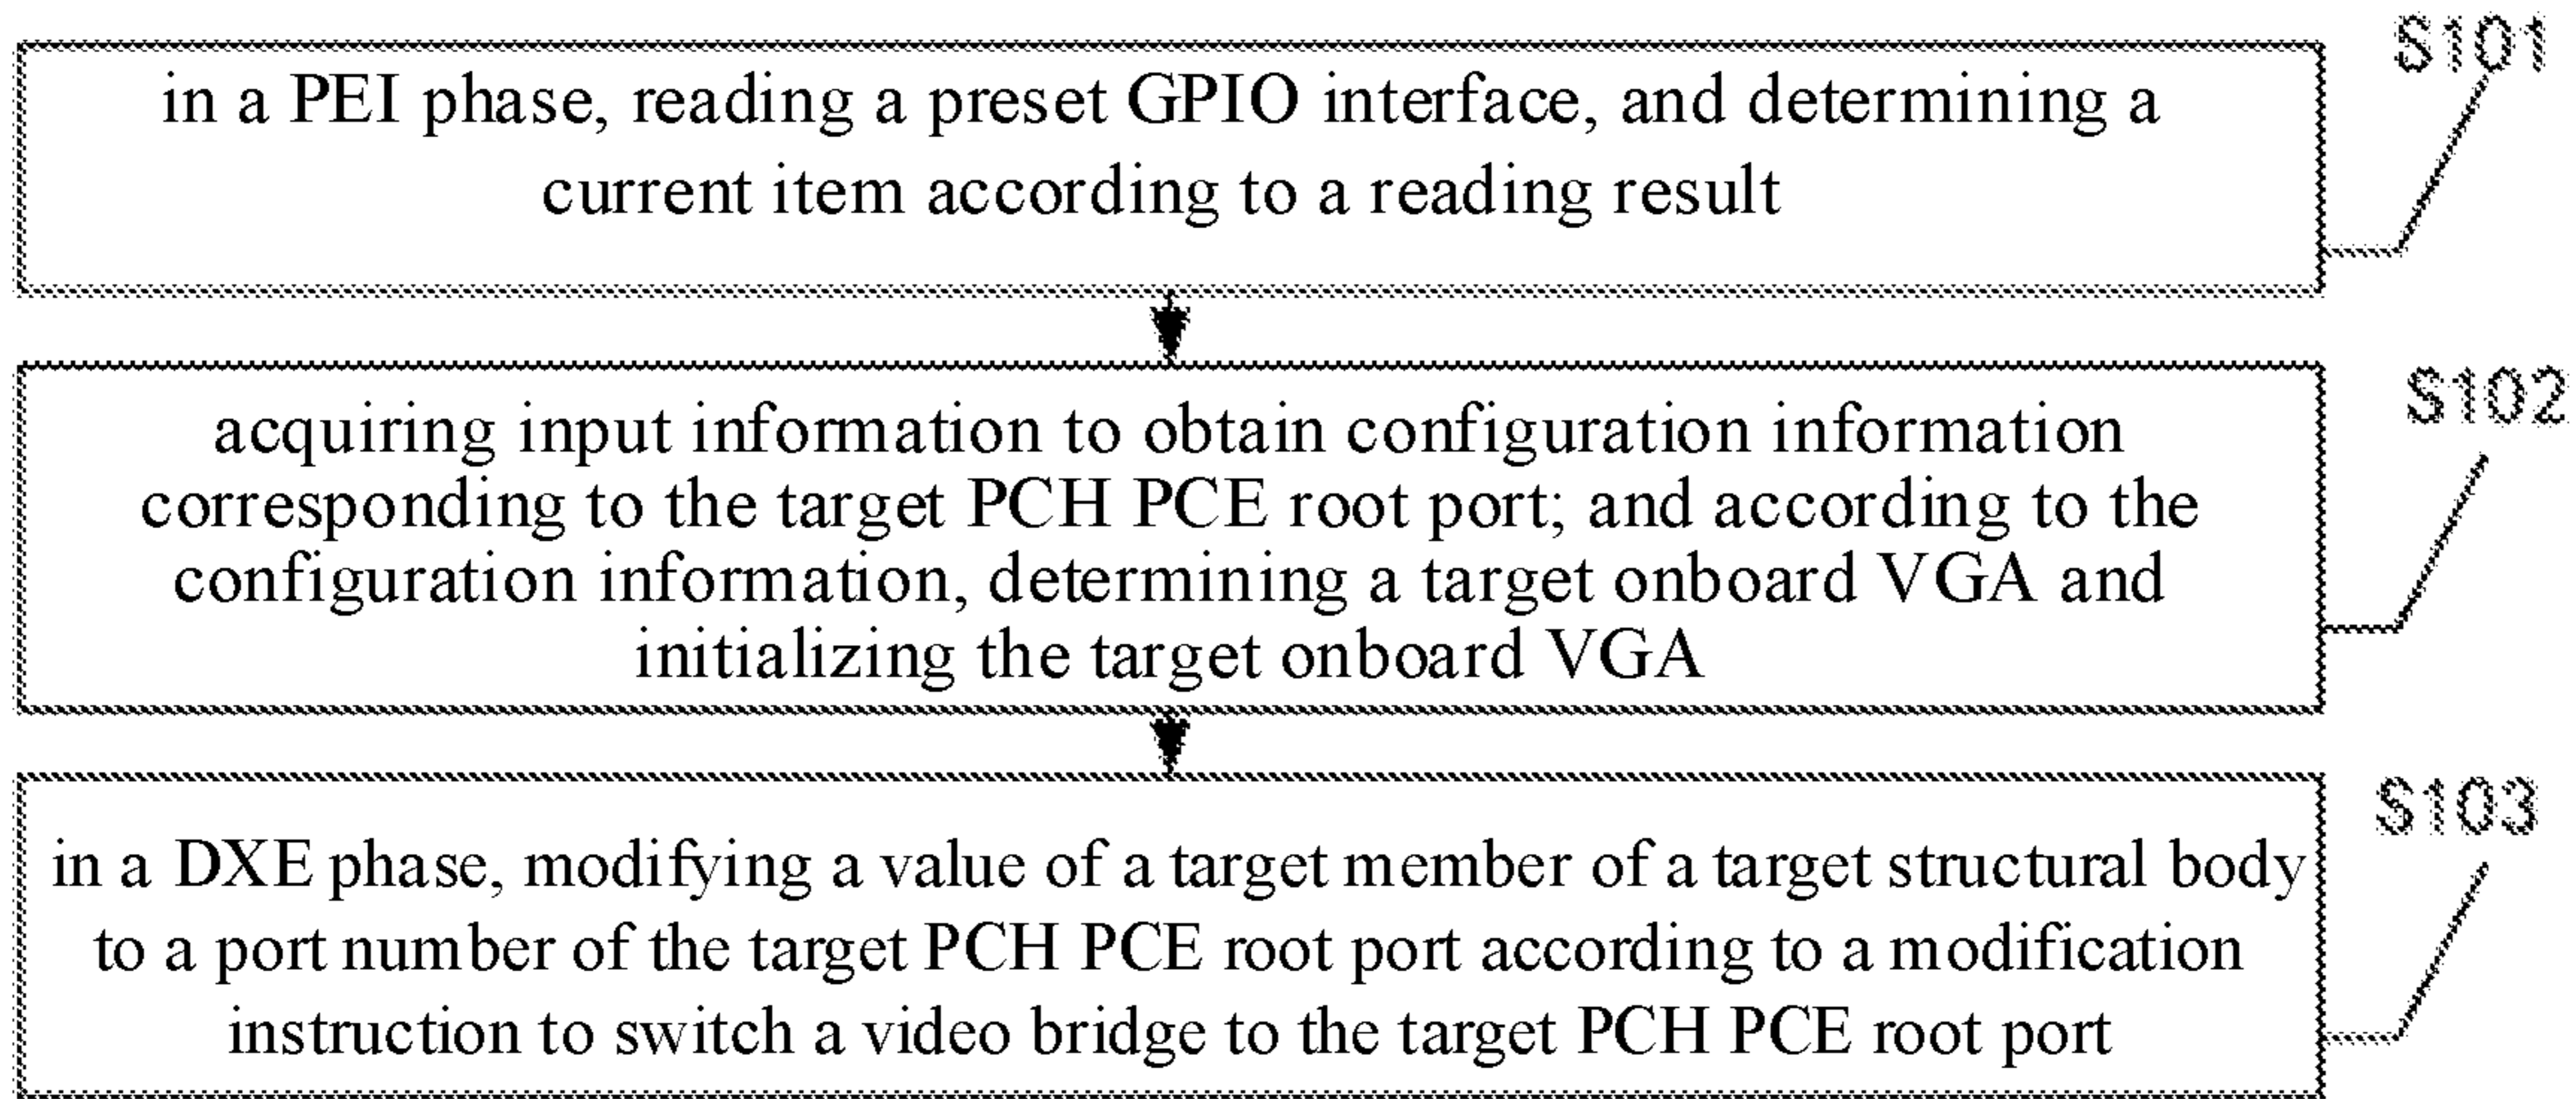 S101
in a PEI phase, reading a preset GPIO interface, and determining a
current item according to a reading result
S102
acquiring input information to obtain configuration information
corresponding to the target PCH PCE root port; and according to the
configuration information, determining a target onboard VGA and
initializing the target onboard VGA
S103
in a DXE phase, modifying a value of a target member of a target structural body
to a port number of the target PCH PCE root port according to a modification
instruction to switch a video bridge to the target PCH PCE root port